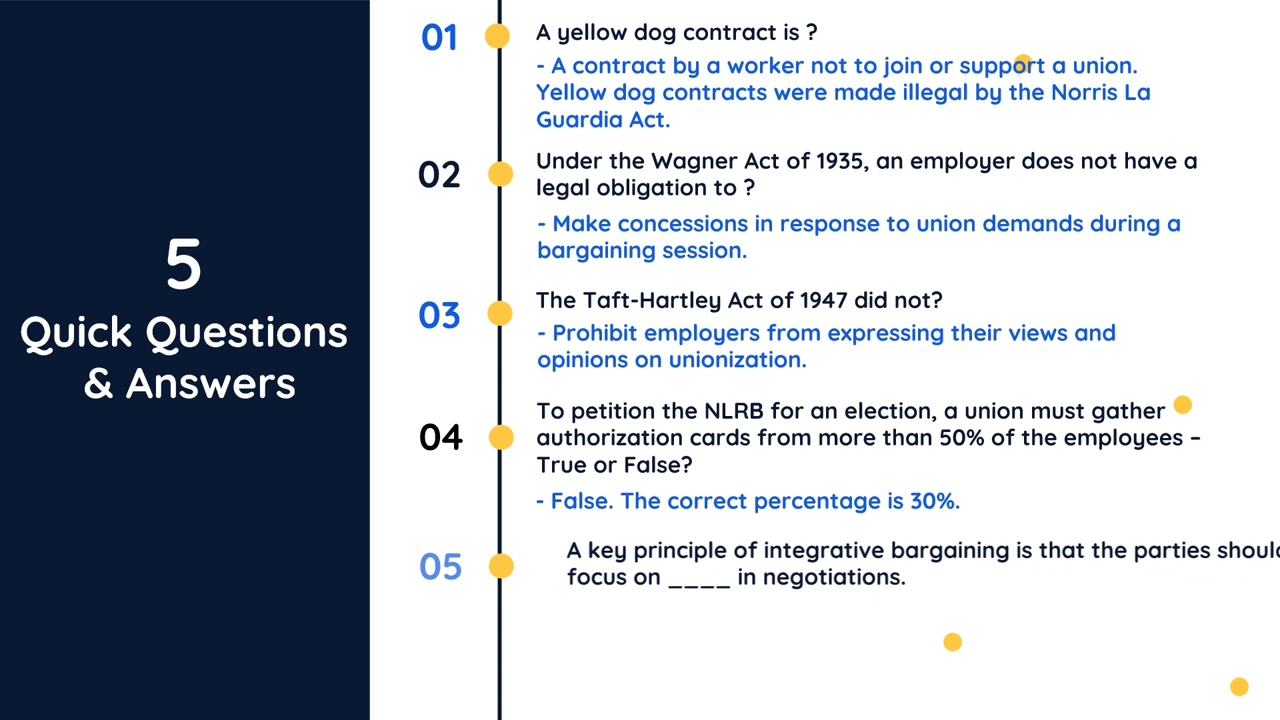 5
Quick Questions
& Answers
01
A yellow dog contract is ?
- A contract by a worker not to join or support a union.
Yellow dog contracts were made illegal by the Norris La
Guardia Act.
02
Under the Wagner Act of 1935, an employer does not have a
legal obligation to ?
- Make concessions in response to union demands during a
bargaining session.
03
The Taft-Hartley Act of 1947 did not?
- Prohibit employers from expressing their views and
opinions on unionization.
04
To petition the NLRB for an election, a union must gather
authorization cards from more than 50% of the employees –
True or False?
- False. The correct percentage is 30%.
05
A key principle of integrative bargaining is that the parties should
focus on ____ in negotiations.